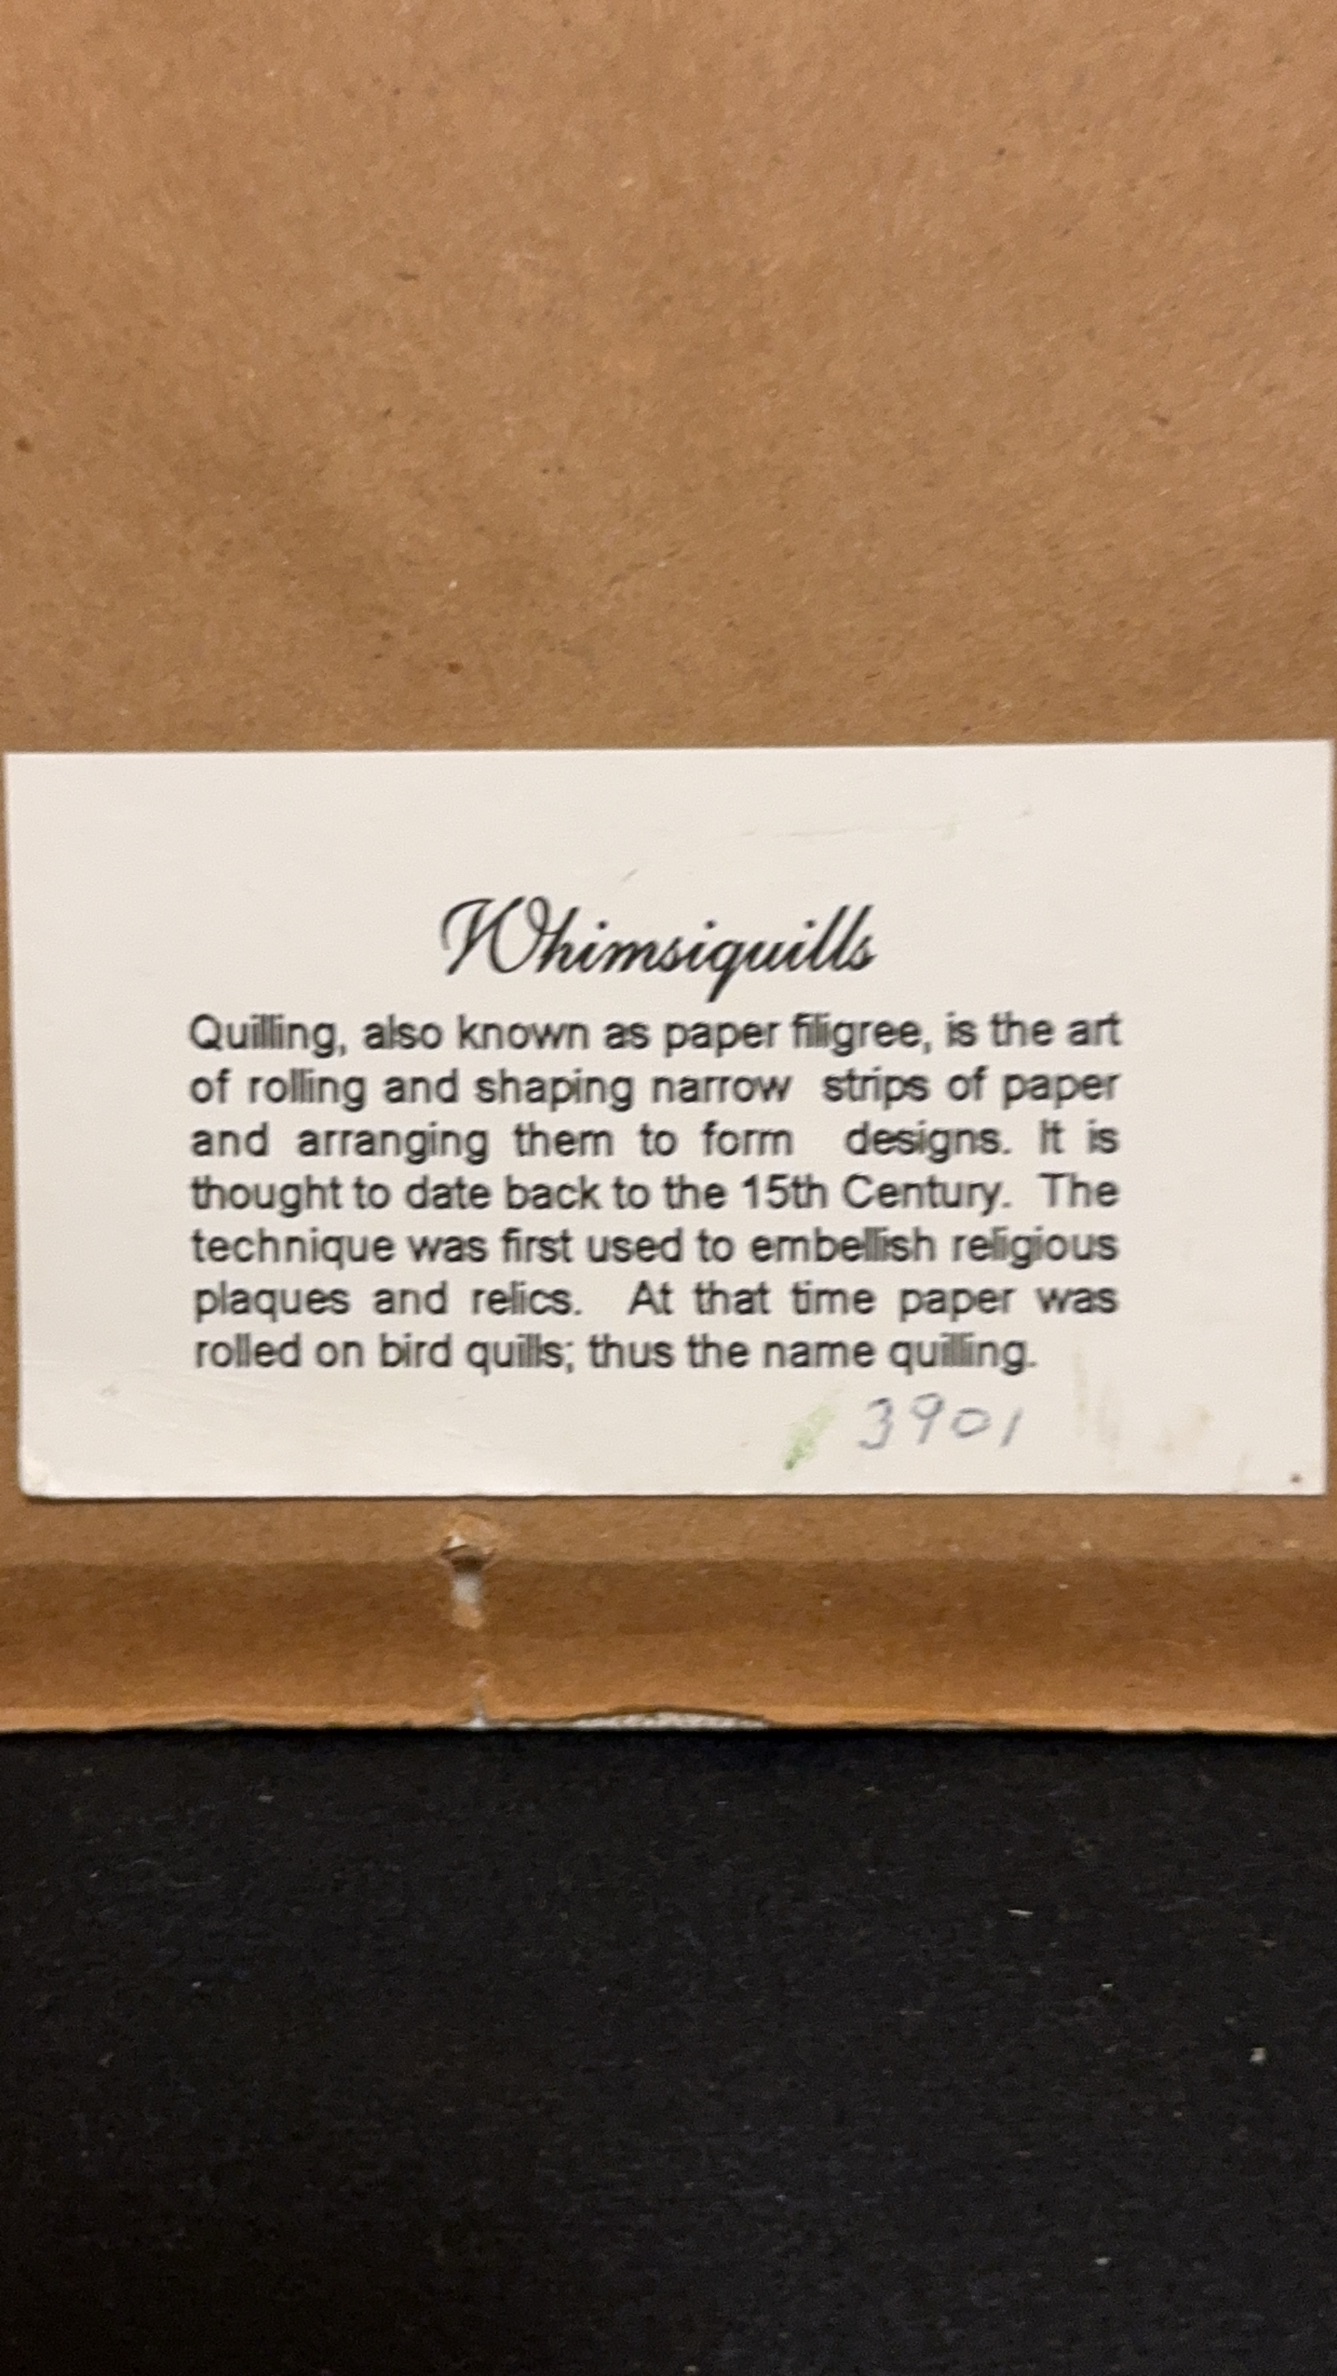 Whimsiquills
Quilling, also known as paper filigree, is the art
of rolling and shaping narrow strips of paper
and arranging them to form designs. It is
thought to date back to the 15th Century. The
technique was first used to embellish religious
plaques and relics. At that time paper was
rolled on bird quills; thus the name quilling.
3901